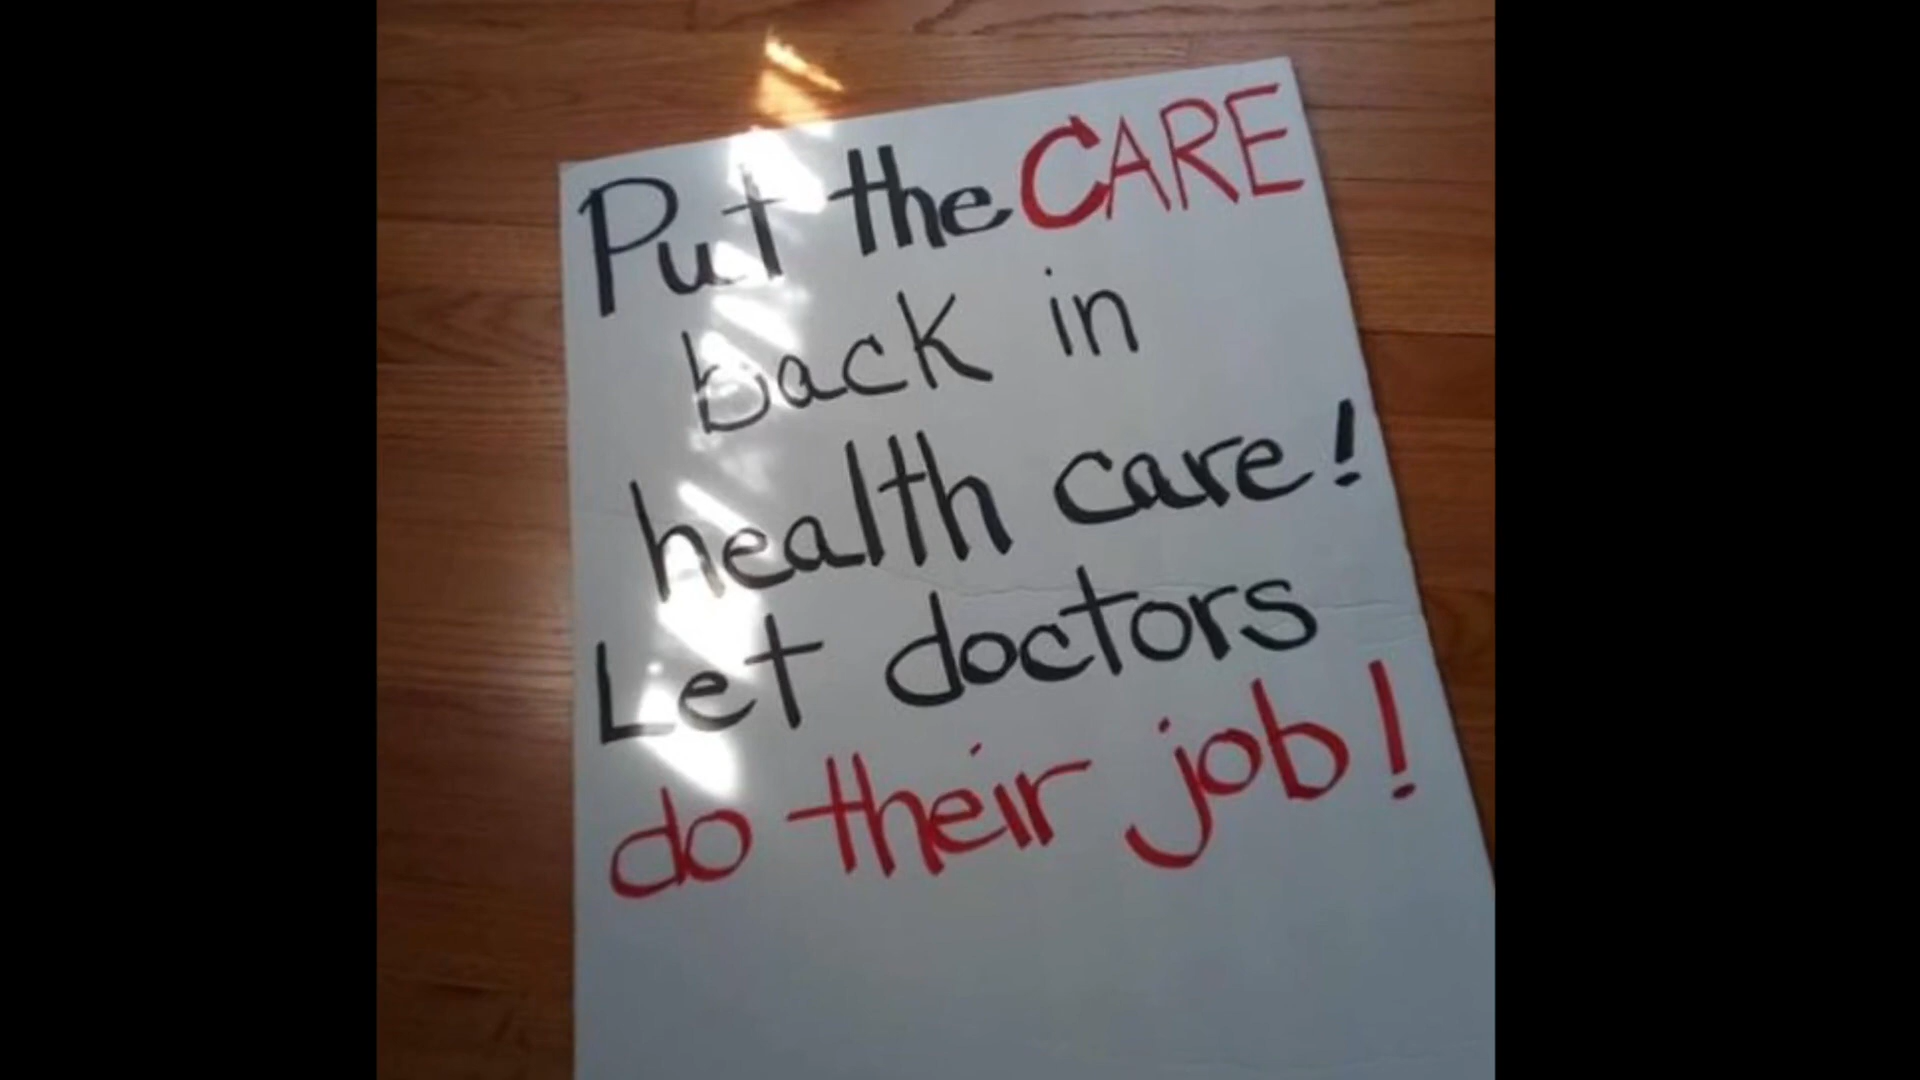 Put the CARE
back in
health care!
Let doctors
do their job!